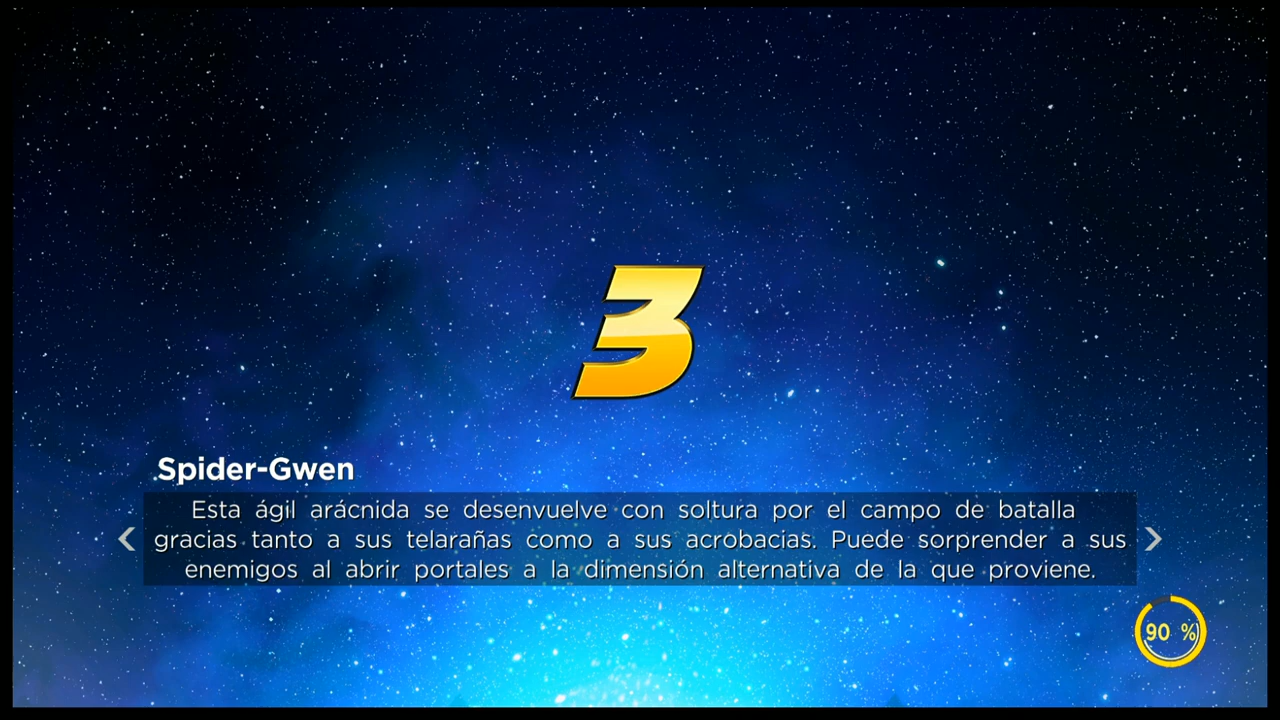 3
Spider-Gwen
Esta ágil arácnida se desenvuelve con soltura por el campo de batalla
gracias tanto a sus telarañas como a sus acrobacias. Puede sorprender a sus
enemigos al abrir portales a la dimensión alternativa de la que proviene.
90 %